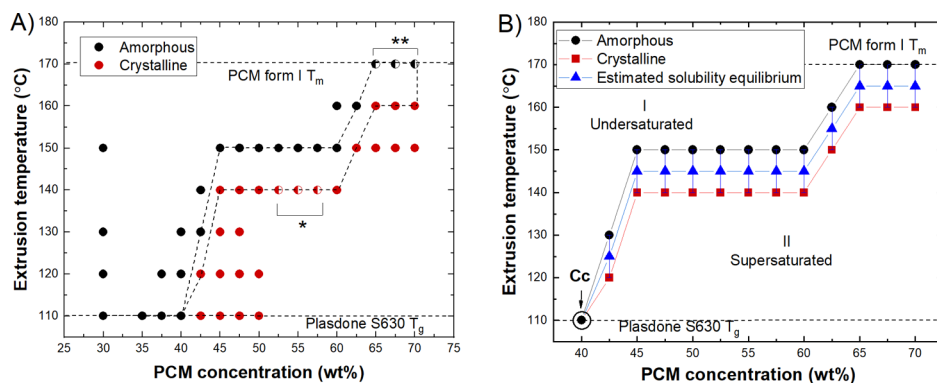 A)
Extrusion temperature (°C)
180
170
160
150
140
130
120
110
100
Amorphous
Crystalline
PCM form I Tm
**
*
Plasdone S630 Tg
25 30 35 40 45 50 55 60 65 70 75
PCM concentration (wt%)
B)
Extrusion temperature (°C)
170
160
150
140
130
120
110
Amorphous
Crystalline
Estimated solubility equilibrium
PCM form I Tm
I
Undersaturated
II
Supersaturated
Cc
Plasdone S630 Tg
40 45 50 55 60 65 70
PCM concentration (wt%)